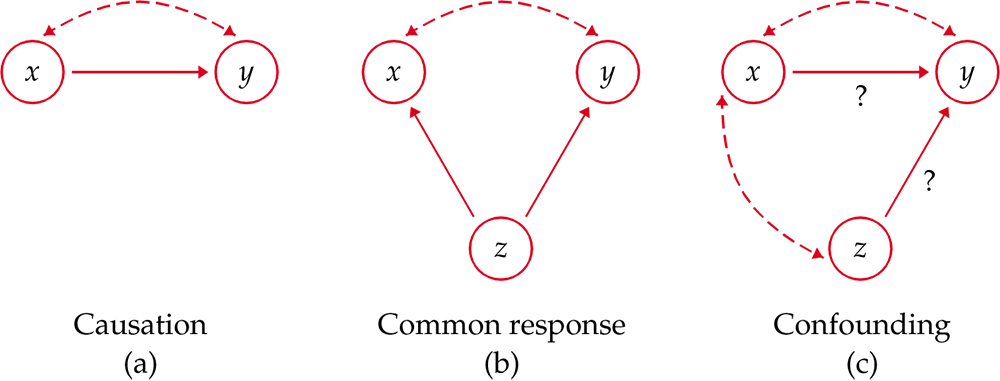 x y
x y
x y
?
?
z
z
Causation
(a)
Common response
(b)
Confounding
(c)